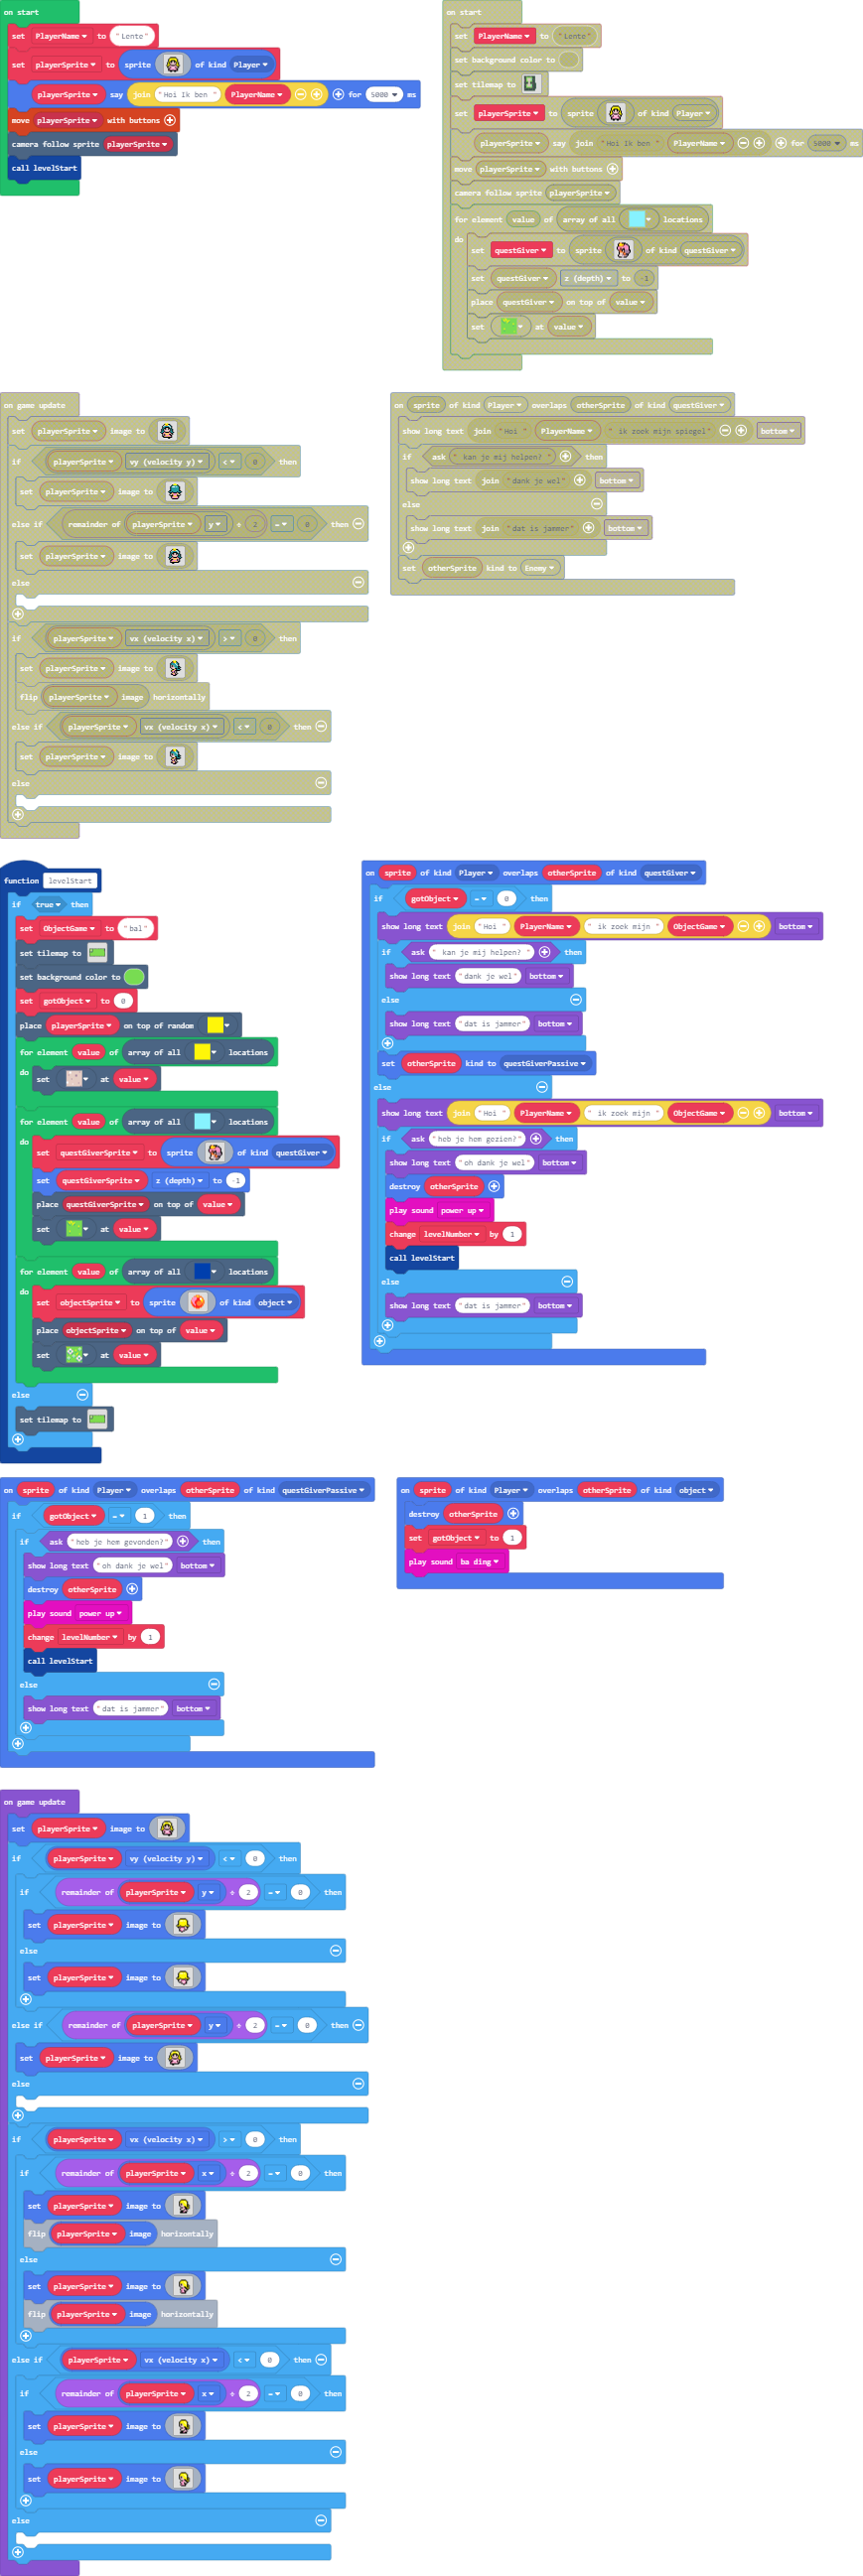 on start
set PlayerName to "Lente"
set playerSprite to sprite of kind Player
playerSprite say join "Hoi Ik ben " PlayerName for 5000 ms
move playerSprite with buttons
camera follow sprite playerSprite
call levelStart
on start
set PlayerName to "Lente"
set background color to
set tilemap to
set playerSprite to sprite of kind Player
playerSprite say join "Hoi Ik ben " PlayerName for 5000 ms
move playerSprite with buttons
camera follow sprite playerSprite
for element value of array of all locations
do
set questGiver to sprite of kind questGiver
set questGiver z (depth) to -1
place questGiver on top of value
set at value
on game update
set playerSprite image to
if playerSprite vy (velocity y) < 0 then
set playerSprite image to
else if remainder of playerSprite y ÷ 2 = 0 then
set playerSprite image to
else
if playerSprite vx (velocity x) > 0 then
set playerSprite image to
flip playerSprite image horizontally
else if playerSprite vx (velocity x) < 0 then
set playerSprite image to
else
on sprite of kind Player overlaps otherSprite of kind questGiver
show long text join "Hoi " PlayerName " ik zoek mijn spiegel" bottom
if ask " kan je mij helpen? " then
show long text join "dank je wel" bottom
else
show long text join "dat is jammer" bottom
set otherSprite kind to Enemy
function levelStart
if true then
set ObjectGame to "bal"
set tilemap to
set background color to
set gotObject to 0
place playerSprite on top of random
for element value of array of all locations
do
set at value
for element value of array of all locations
do
set questGiverSprite to sprite of kind questGiver
set questGiverSprite z (depth) to -1
place questGiverSprite on top of value
set at value
for element value of array of all locations
do
set objectSprite to sprite of kind object
place objectSprite on top of value
set at value
else
set tilemap to
on sprite of kind Player overlaps otherSprite of kind questGiver
if gotObject = 0 then
show long text join "Hoi " PlayerName " ik zoek mijn " ObjectGame bottom
if ask " kan je mij helpen? " then
show long text "dank je wel" bottom
else
show long text "dat is jammer" bottom
set otherSprite kind to questGiverPassive
else
show long text join "Hoi " PlayerName " ik zoek mijn " ObjectGame bottom
if ask "heb je hem gezien?" then
show long text "oh dank je wel" bottom
destroy otherSprite
play sound power up
change levelNumber by 1
call levelStart
else
show long text "dat is jammer" bottom
on sprite of kind Player overlaps otherSprite of kind questGiverPassive
if gotObject = 1 then
if ask "heb je hem gevonden?" then
show long text "oh dank je wel" bottom
destroy otherSprite
play sound power up
change levelNumber by 1
call levelStart
else
show long text "dat is jammer" bottom
on sprite of kind Player overlaps otherSprite of kind object
destroy otherSprite
set gotObject to 1
play sound ba ding
on game update
set playerSprite image to
if playerSprite vy (velocity y) < 0 then
if remainder of playerSprite y ÷ 2 = 0 then
set playerSprite image to
else
set playerSprite image to
else if remainder of playerSprite y ÷ 2 = 0 then
set playerSprite image to
else
if playerSprite vx (velocity x) > 0 then
if remainder of playerSprite x ÷ 2 = 0 then
set playerSprite image to
flip playerSprite image horizontally
else
set playerSprite image to
flip playerSprite image horizontally
else if playerSprite vx (velocity x) < 0 then
if remainder of playerSprite x ÷ 2 = 0 then
set playerSprite image to
else
set playerSprite image to
else